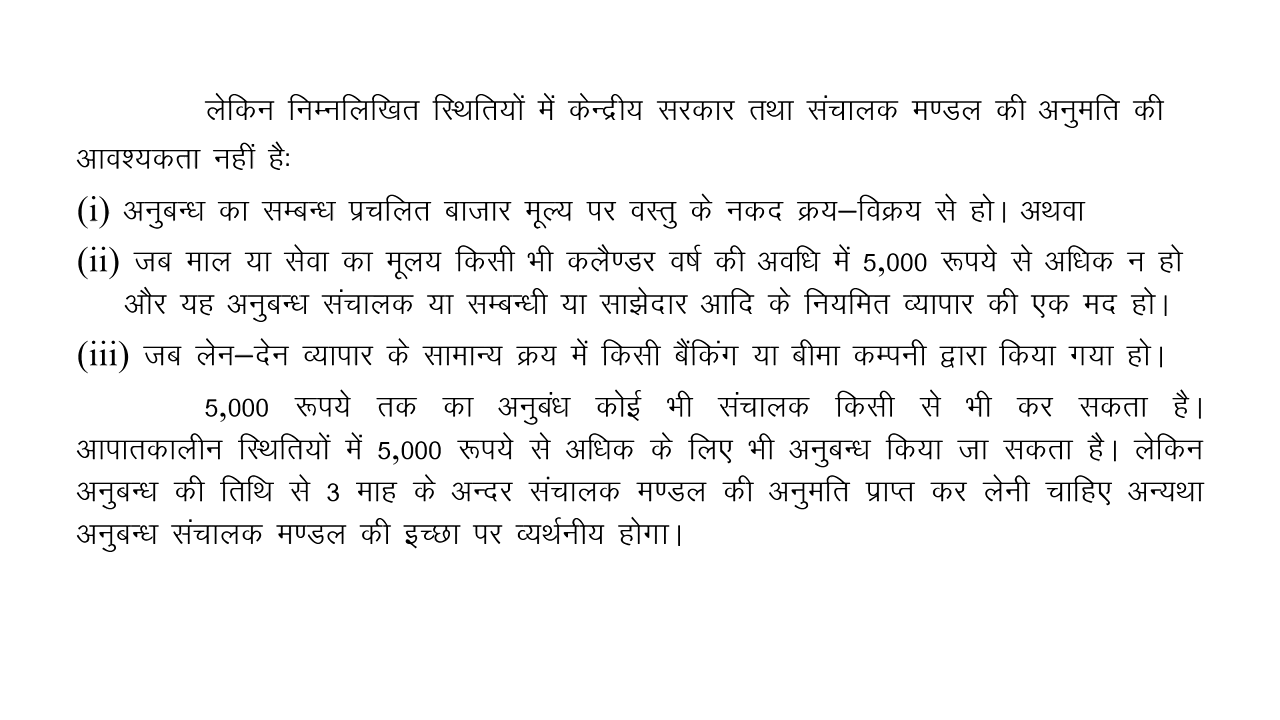 लेकिन निम्नलिखित स्थितियों में केन्द्रीय सरकार तथा संचालक मण्डल की अनुमति की
आवश्यकता नहीं हैः
(i) अनुबन्ध का सम्बन्ध प्रचलित बाजार मूल्य पर वस्तु के नकद क्रय–विक्रय से हो। अथवा
(ii) जब माल या सेवा का मूलय किसी भी कलैण्डर वर्ष की अवधि में 5,000 रूपये से अधिक न हो
और यह अनुबन्ध संचालक या सम्बन्धी या साझेदार आदि के नियमित व्यापार की एक मद हो।
(iii) जब लेन–देन व्यापार के सामान्य क्रय में किसी बैंकिंग या बीमा कम्पनी द्वारा किया गया हो।
5,000 रूपये तक का अनुबंध कोई भी संचालक किसी से भी कर सकता है।
आपातकालीन स्थितियों में 5,000 रूपये से अधिक के लिए भी अनुबन्ध किया जा सकता है। लेकिन
अनुबन्ध की तिथि से 3 माह के अन्दर संचालक मण्डल की अनुमति प्राप्त कर लेनी चाहिए अन्यथा
अनुबन्ध संचालक मण्डल की इच्छा पर व्यर्थनीय होगा।